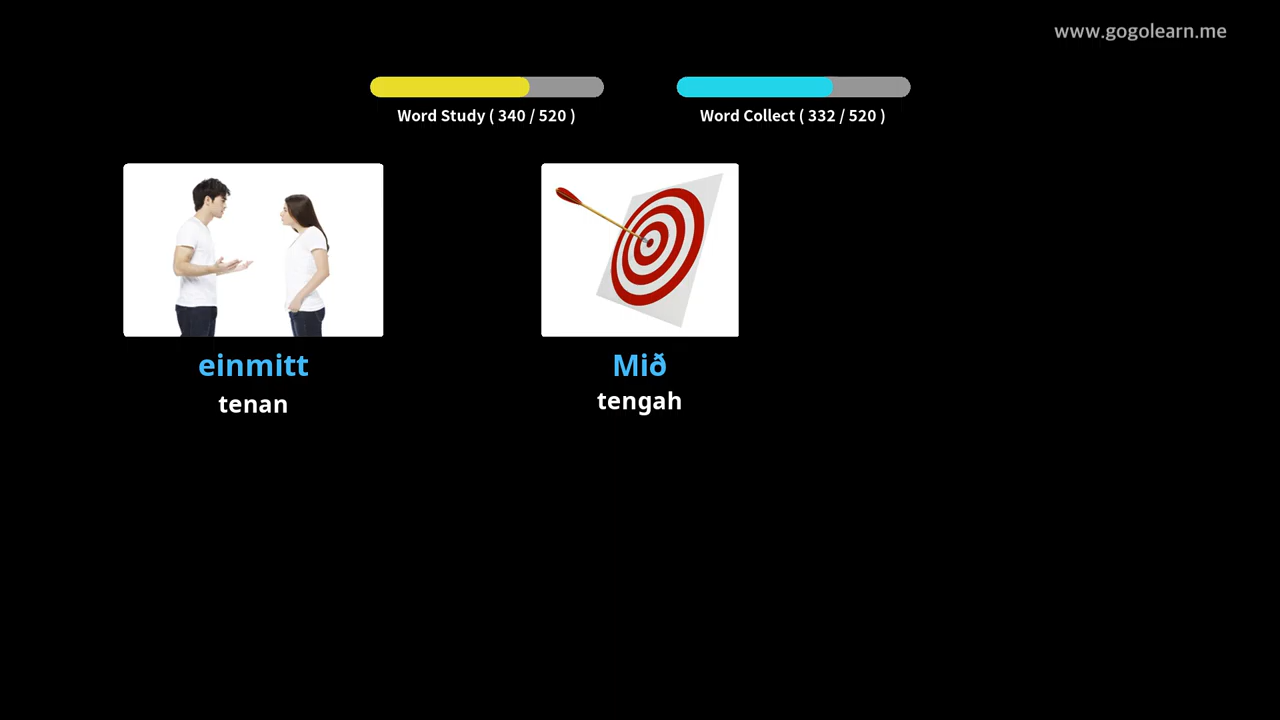 www.gogolearn.me
Word Study ( 340 / 520 )
Word Collect ( 332 / 520 )
einmitt
tenan
Mið
tengah